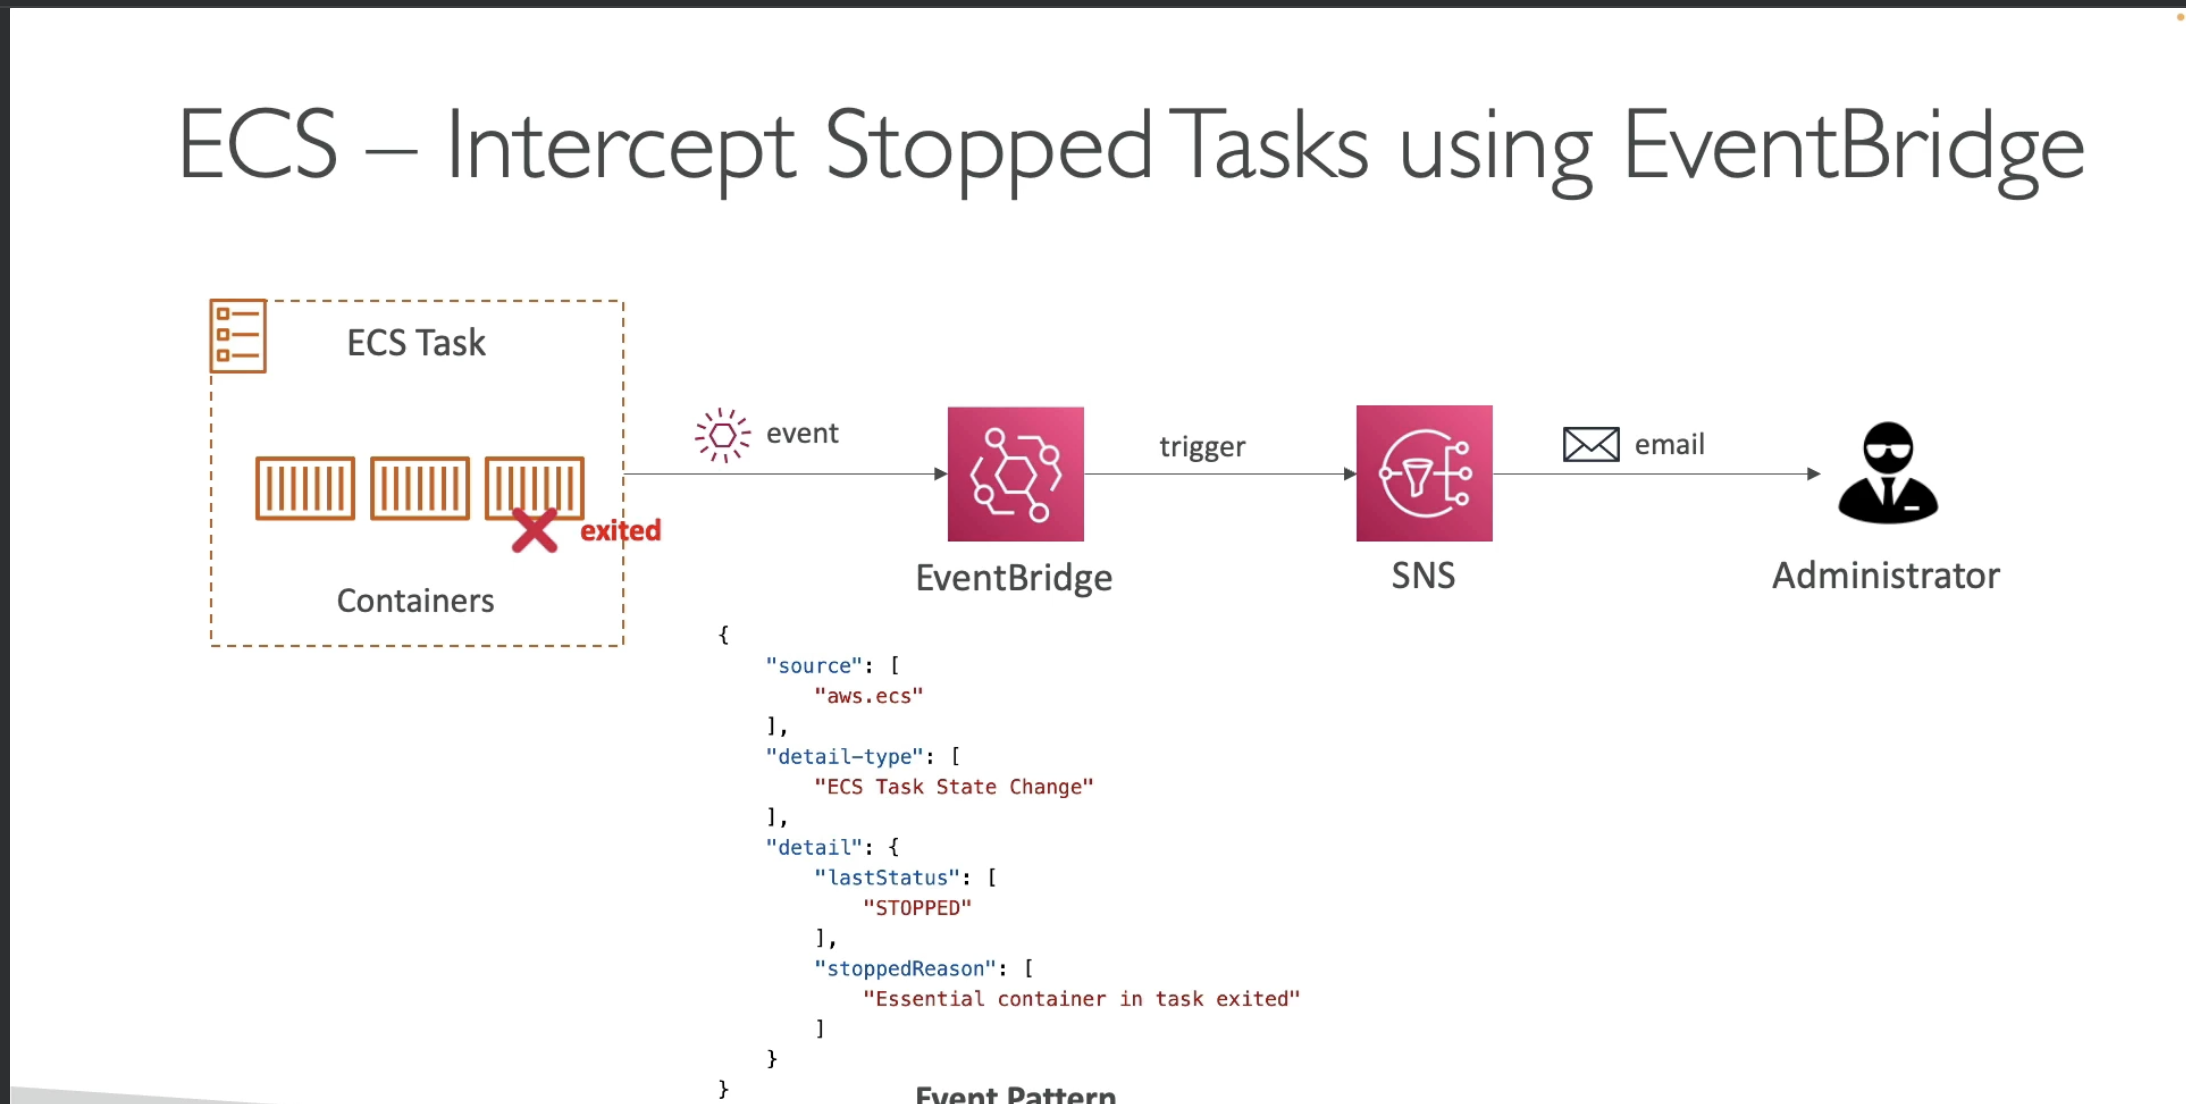 ECS – Intercept Stopped Tasks using EventBridge
ECS Task
exited
Containers
event
EventBridge
trigger
SNS
email
Administrator
{
"source": [
"aws.ecs"
],
"detail-type": [
"ECS Task State Change"
],
"detail": {
"lastStatus": [
"STOPPED"
],
"stoppedReason": [
"Essential container in task exited"
]
}
}
Event Pattern